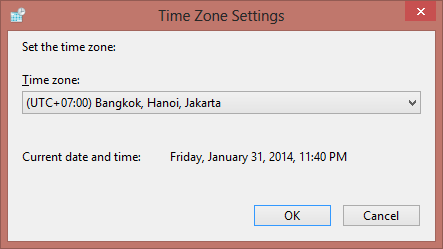 Time Zone Settings
Set the time zone:
Time zone:
(UTC+07:00) Bangkok, Hanoi, Jakarta
Current date and time: Friday, January 31, 2014, 11:40 PM
OK Cancel